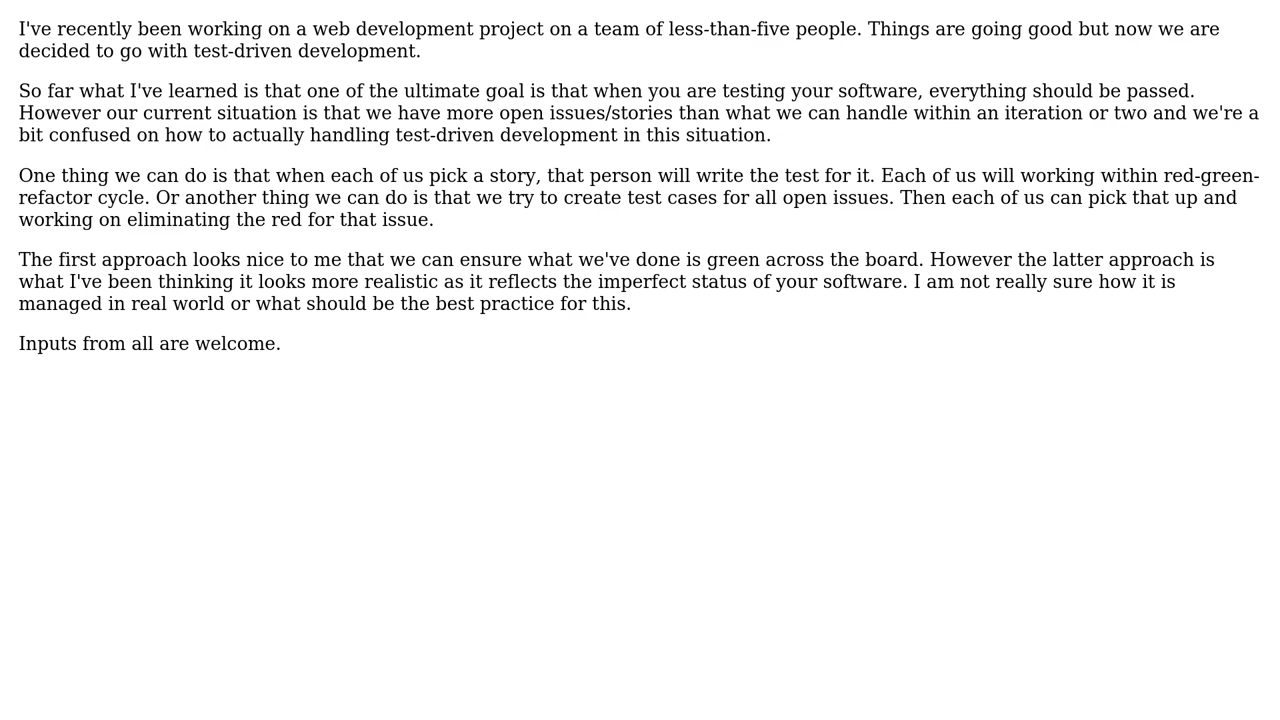 I've recently been working on a web development project on a team of less-than-five people. Things are going good but now we are
decided to go with test-driven development.
So far what I've learned is that one of the ultimate goal is that when you are testing your software, everything should be passed.
However our current situation is that we have more open issues/stories than what we can handle within an iteration or two and we're a
bit confused on how to actually handling test-driven development in this situation.
One thing we can do is that when each of us pick a story, that person will write the test for it. Each of us will working within red-green-
refactor cycle. Or another thing we can do is that we try to create test cases for all open issues. Then each of us can pick that up and
working on eliminating the red for that issue.
The first approach looks nice to me that we can ensure what we've done is green across the board. However the latter approach is
what I've been thinking it looks more realistic as it reflects the imperfect status of your software. I am not really sure how it is
managed in real world or what should be the best practice for this.
Inputs from all are welcome.